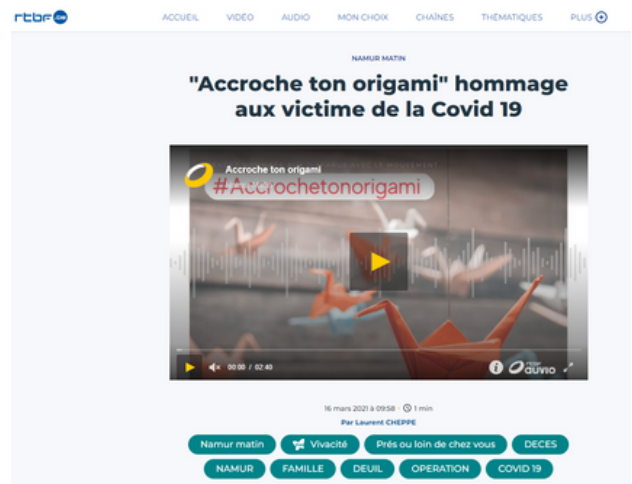 rtbf.be
ACCUEIL VIDÉO AUDIO MON CHOIX CHAÎNES THÉMATIQUES PLUS
NAMUR MATIN
"Accroche ton origami" hommage
aux victime de la Covid 19
Accroche ton origami
#Accrochetonorigami
00:00 / 02:40
auvio
16 mars 2021 à 09:58 - 1 min
Par Laurent CHEPPE
Namur matin Vivacité Prés ou loin de chez vous DECES
NAMUR FAMILLE DEUIL OPERATION COVID 19